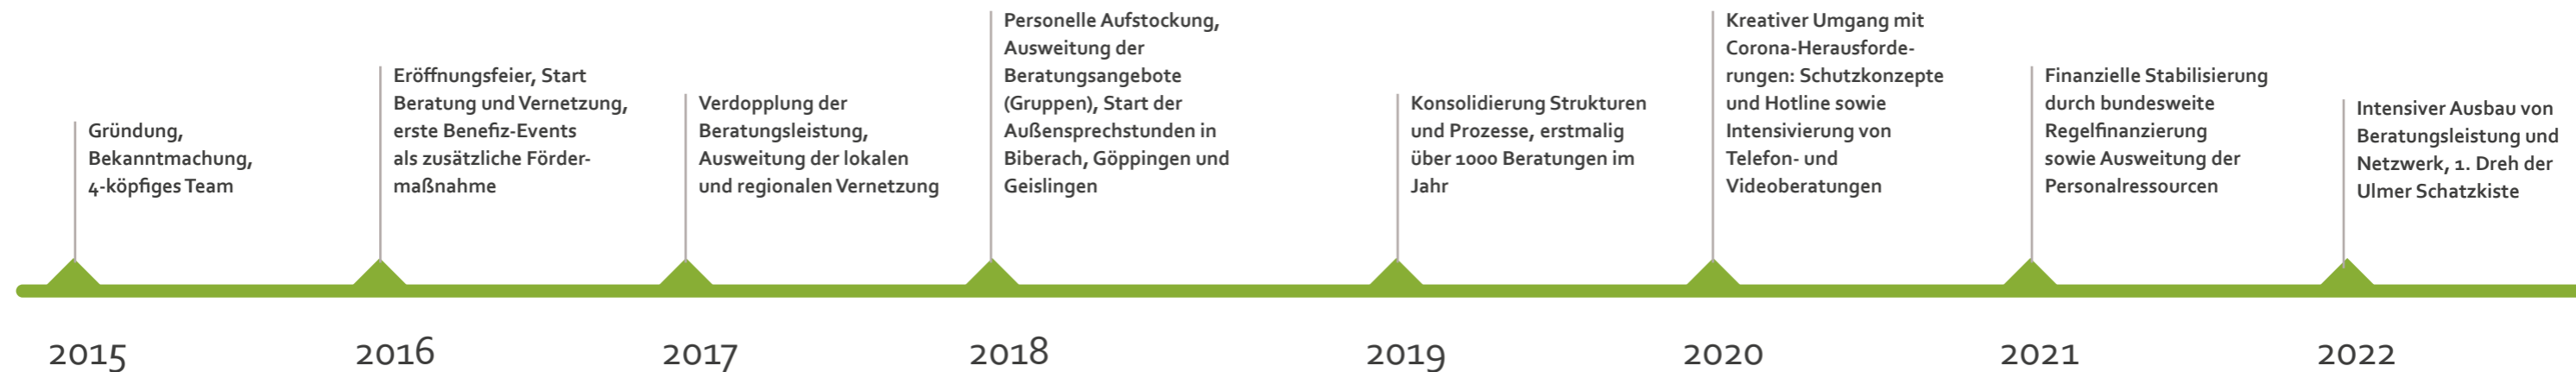 Gründung,
Bekanntmachung,
4-köpfiges Team
2015
Eröffnungsfeier, Start
Beratung und Vernetzung,
erste Benefiz-Events
als zusätzliche Förder-
maßnahme
2016
Verdopplung der
Beratungsleistung,
Ausweitung der lokalen
und regionalen Vernetzung
2017
Personelle Aufstockung,
Ausweitung der
Beratungsangebote
(Gruppen), Start der
Außensprechstunden in
Biberach, Göppingen und
Geislingen
2018
Konsolidierung Strukturen
und Prozesse, erstmalig
über 1000 Beratungen im
Jahr
2019
Kreativer Umgang mit
Corona-Herausforde-
rungen: Schutzkonzepte
und Hotline sowie
Intensivierung von
Telefon- und
Videoberatungen
2020
Finanzielle Stabilisierung
durch bundesweite
Regelfinanzierung
sowie Ausweitung der
Personalressourcen
2021
Intensiver Ausbau von
Beratungsleistung und
Netzwerk, 1. Dreh der
Ulmer Schatzkiste
2022